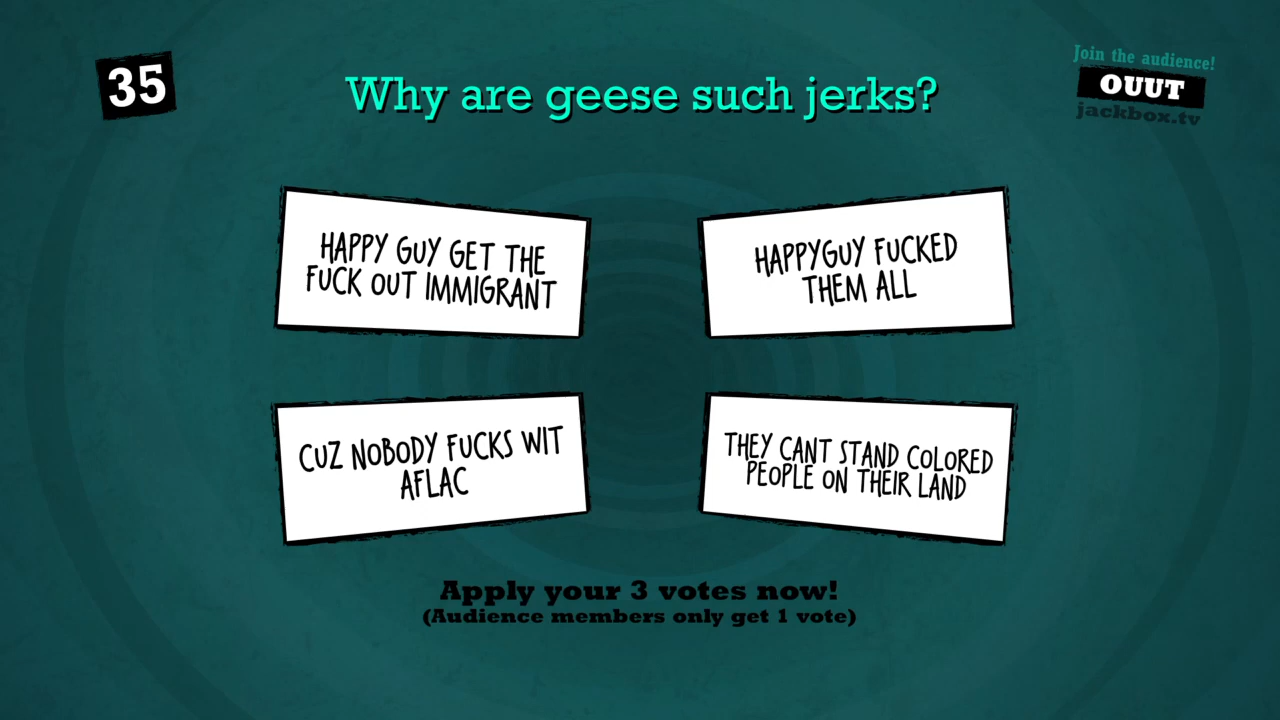 35
Why are geese such jerks?
Join the audience!
OUUT
jackbox.tv
HAPPY GUY GET THE
FUCK OUT IMMIGRANT
HAPPYGUY FUCKED
THEM ALL
CUZ NOBODY FUCKS WIT
AFLAC
THEY CANT STAND COLORED
PEOPLE ON THEIR LAND
Apply your 3 votes now!
(Audience members only get 1 vote)